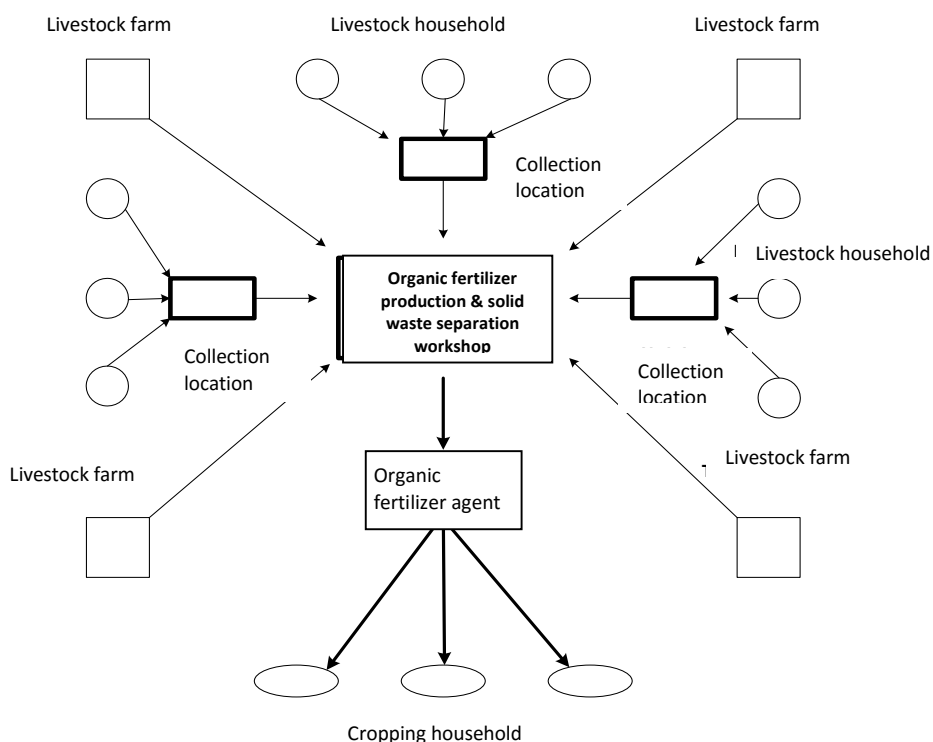 Livestock farm
Livestock household
Livestock farm
Collection
location
Livestock household
Organic fertilizer
production & solid
waste separation
workshop
Collection
location
Collection
location
Livestock farm
Livestock farm
Organic
fertilizer agent
Cropping household